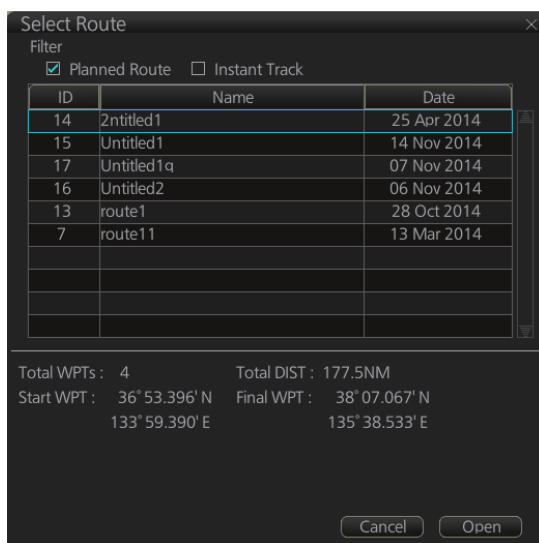 Select Route
Filter
Planned Route Instant Track
ID Name Date
14 2ntitled1 25 Apr 2014
15 Untitled1 14 Nov 2014
17 Untitled1q 07 Nov 2014
16 Untitled2 06 Nov 2014
13 route1 28 Oct 2014
7 route11 13 Mar 2014
Total WPTs : 4 Total DIST : 177.5NM
Start WPT : 36°53.396' N Final WPT : 38°07.067' N
133°59.390' E 135°38.533' E
Cancel Open